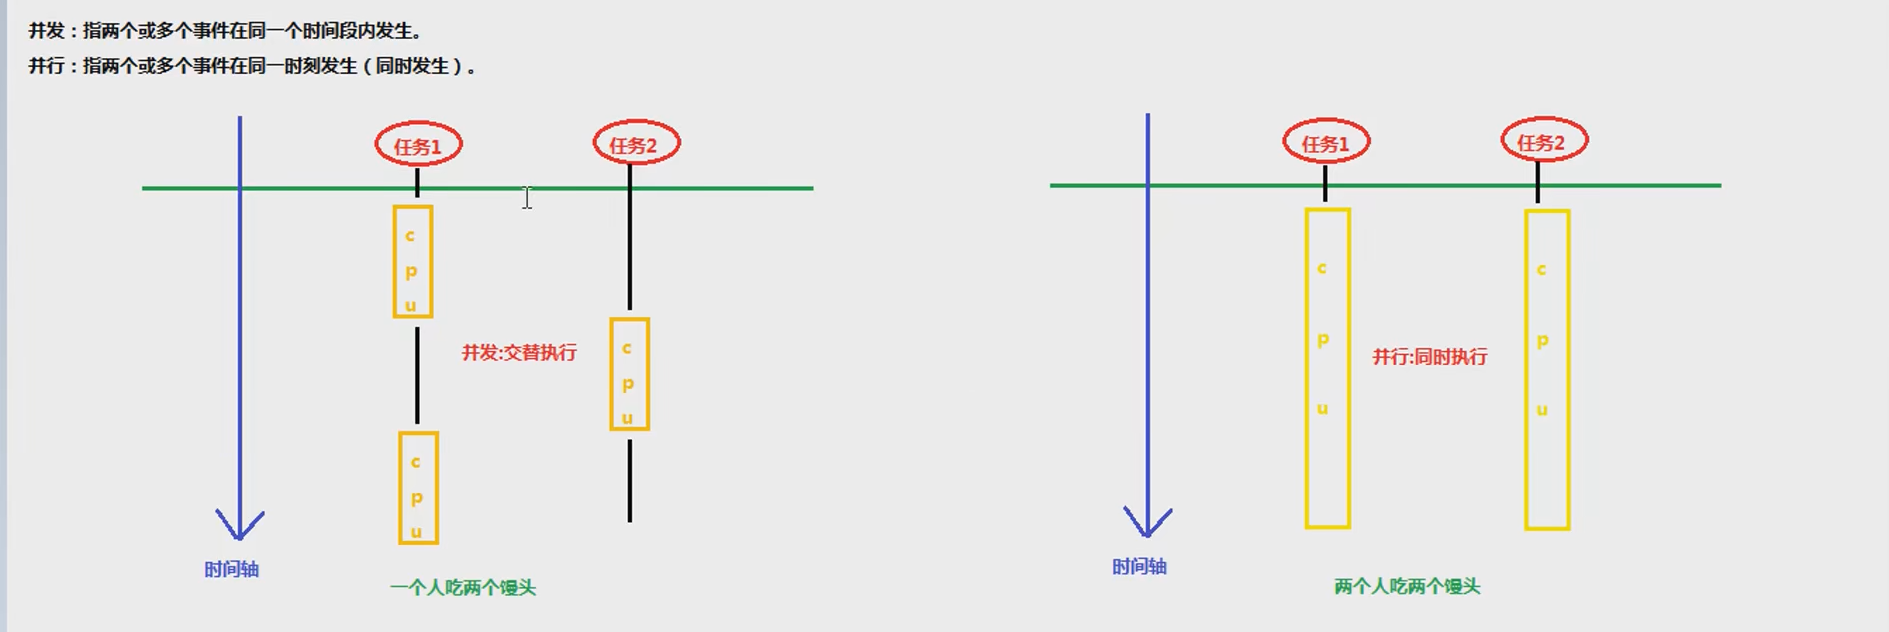 并发：指两个或多个事件在同一个时间段内发生。
并行：指两个或多个事件在同一时刻发生（同时发生）。
任务1
任务2
c
p
u
c
p
u
c
p
u
并发:交替执行
时间轴
一个人吃两个馒头
任务1
任务2
c
p
u
c
p
u
并行:同时执行
时间轴
两个人吃两个馒头